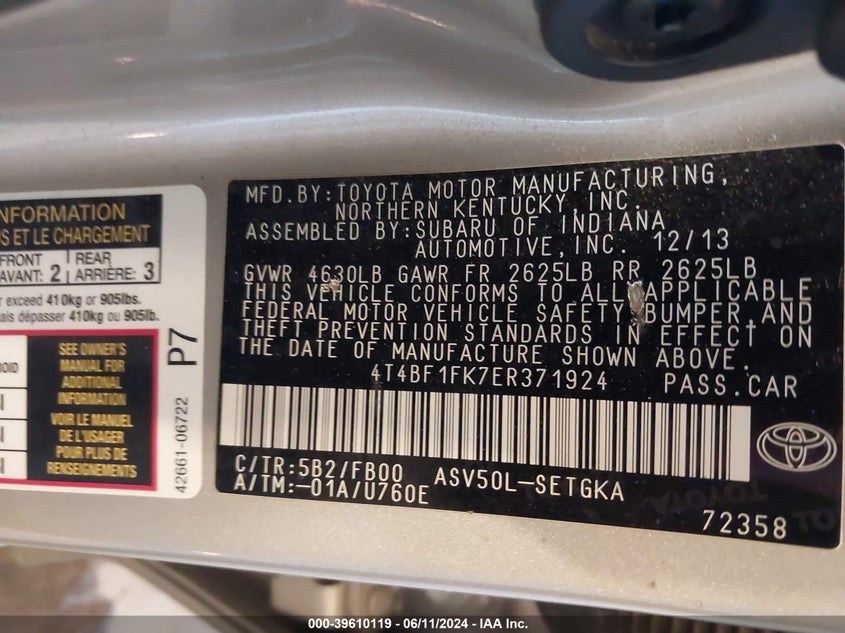 NFORMATION
S ET LE CHARGEMENT
FRONT
AVANT: 2
REAR
ARRIÈRE: 3
r exceed 410kg or 905lbs.
ais dépasser 410kg ou 905lb.
SEE OWNER'S
MANUAL FOR
ADDITIONAL
INFORMATION
VOIR LE MANUEL
DE L'USAGER
POUR PLUS DE
RENSEIGNEMENTS
P7
42661-06722
MFD.BY:TOYOTA MOTOR MANUFACTURING,
NORTHERN KENTUCKY, INC.
ASSEMBLED BY:SUBARU OF INDIANA
AUTOMOTIVE,INC. 12/13
GVWR 4630LB GAWR FR 2625LB RR 2625LB
THIS VEHICLE CONFORMS TO ALL APPLICABLE
FEDERAL MOTOR VEHICLE SAFETY, BUMPER,AND
THEFT PREVENTION STANDARDS IN EFFECT ON
THE DATE OF MANUFACTURE SHOWN ABOVE.
4T4BF1FK7ER371924 PASS.CAR
C/TR:5B2/FB00 ASV50L-SETGKA
A/TM:-01A/U760E
72358
000-39610119 - 06/11/2024 - IAA Inc.